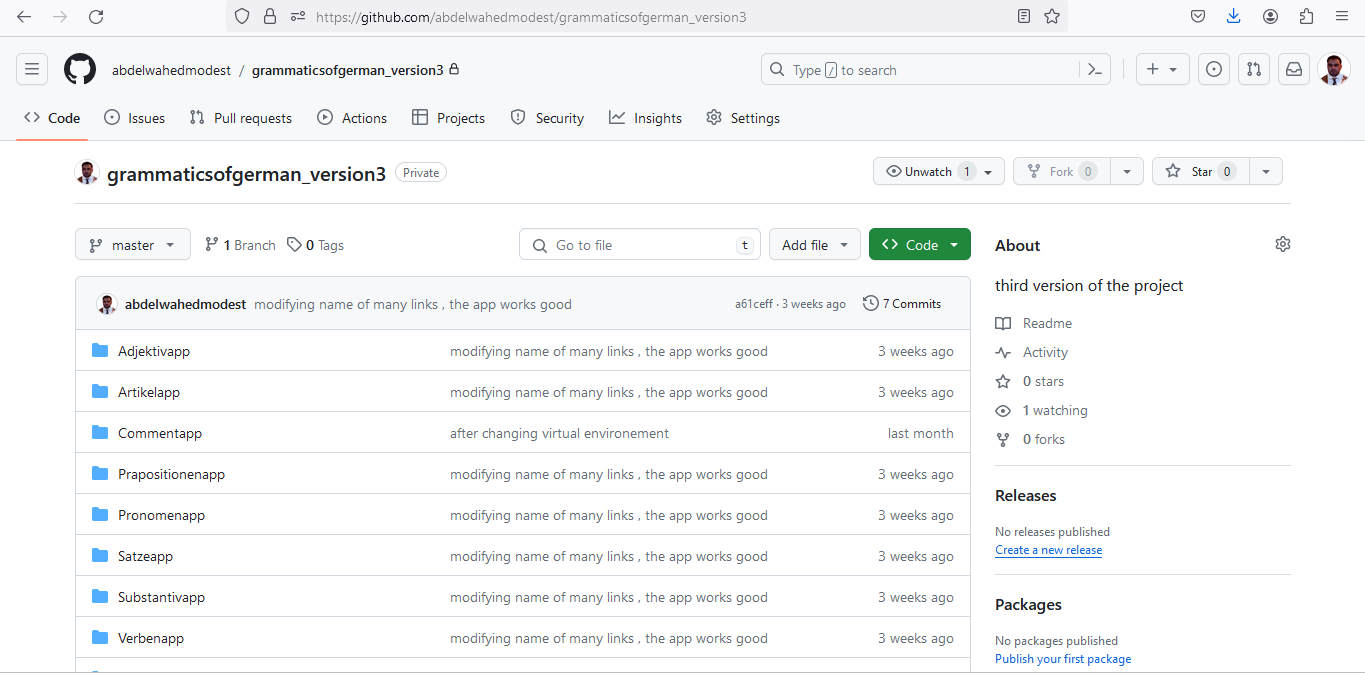 https://github.com/abdelwahedmodest/grammaticsofgerman_version3
abdelwahedmodest / grammaticsofgerman_version3
Type / to search
Code Issues Pull requests Actions Projects Security Insights Settings
grammaticsofgerman_version3 Private
Unwatch 1 Fork 0 Star 0
master 1 Branch 0 Tags Go to file t Add file Code
About
third version of the project
abdelwahedmodest modifying name of many links , the app works good a61ceff · 3 weeks ago 7 Commits
Adjektivapp modifying name of many links , the app works good 3 weeks ago
Artikelapp modifying name of many links , the app works good 3 weeks ago
Commentapp after changing virtual environement last month
Prapositionenapp modifying name of many links , the app works good 3 weeks ago
Pronomenapp modifying name of many links , the app works good 3 weeks ago
Satzeapp modifying name of many links , the app works good 3 weeks ago
Substantivapp modifying name of many links , the app works good 3 weeks ago
Verbenapp modifying name of many links , the app works good 3 weeks ago
Readme
Activity
0 stars
1 watching
0 forks
Releases
No releases published
Create a new release
Packages
No packages published
Publish your first package